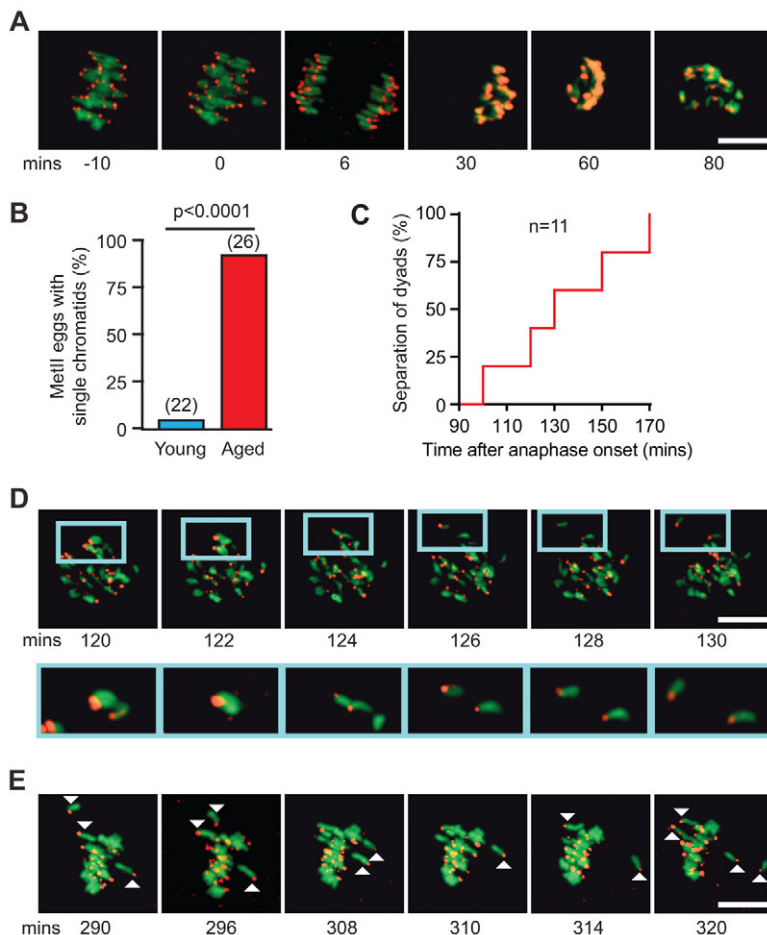 A
mins -10 0 6 30 60 80
B
p<0.0001
(26)
100
75
50
25
0
MetII eggs with
single chromatids (%)
(22)
Young Aged
C
n=11
100
75
50
25
0
Separation of dyads (%)
90 110 130 150 170
Time after anaphase onset (mins)
D
mins 120 122 124 126 128 130
E
mins 290 296 308 310 314 320